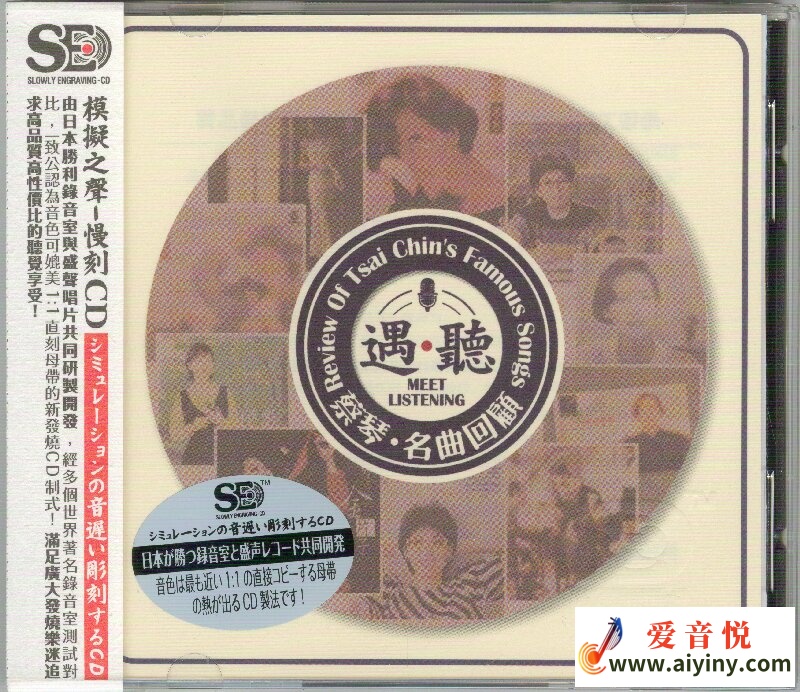 SED
SLOWLY ENGRAVING-CD
模擬之聲-慢刻CD
シミュレーションの音遅い彫刻するCD
由日本勝利錄音室與盛聲唱片共同研製開發，經多個世界著名錄音室測試對
比，一致公認為音色可媲美1:1直刻母帶的新發燒CD制式！滿足廣大發燒樂迷追
求高品質高性價比的聽覺享受！
Review Of Tsai Chin's Famous Songs
遇·聽
MEET
LISTENING
蔡琴·名曲回顧
SED™
SLOWLY ENGRAVING-CD
シミュレーションの音遅い彫刻するCD
日本が勝つ録音室と盛声レコード共同開発
音色は最も近い1:1の直接コピーする母帯
の熱が出るCD製法です！
爱音悦
www.aiyiny.com